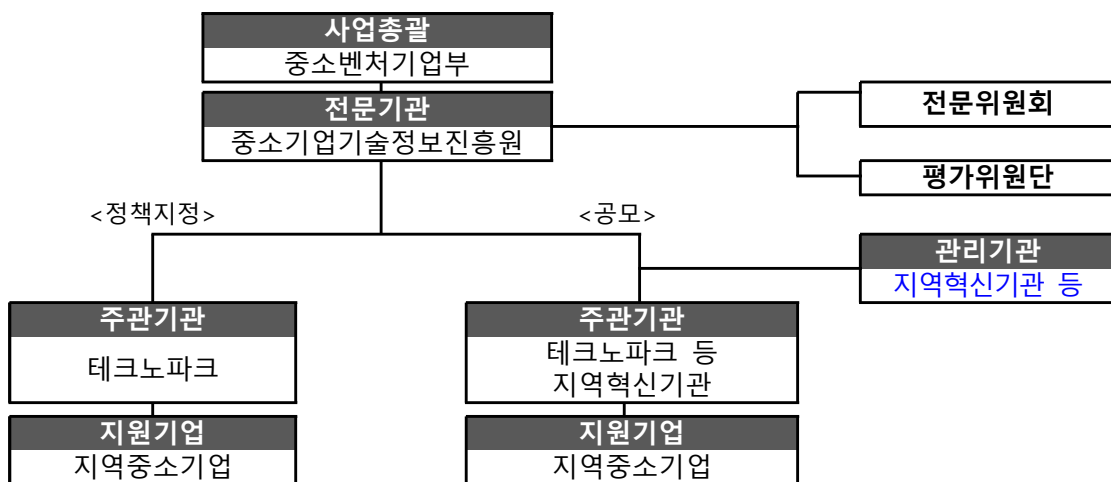 사업총괄
중소벤처기업부
전문기관
중소기업기술정보진흥원
전문위원회
평가위원단
<정책지정>
<공모>
관리기관
지역혁신기관 등
주관기관
테크노파크
주관기관
테크노파크 등
지역혁신기관
지원기업
지역중소기업
지원기업
지역중소기업